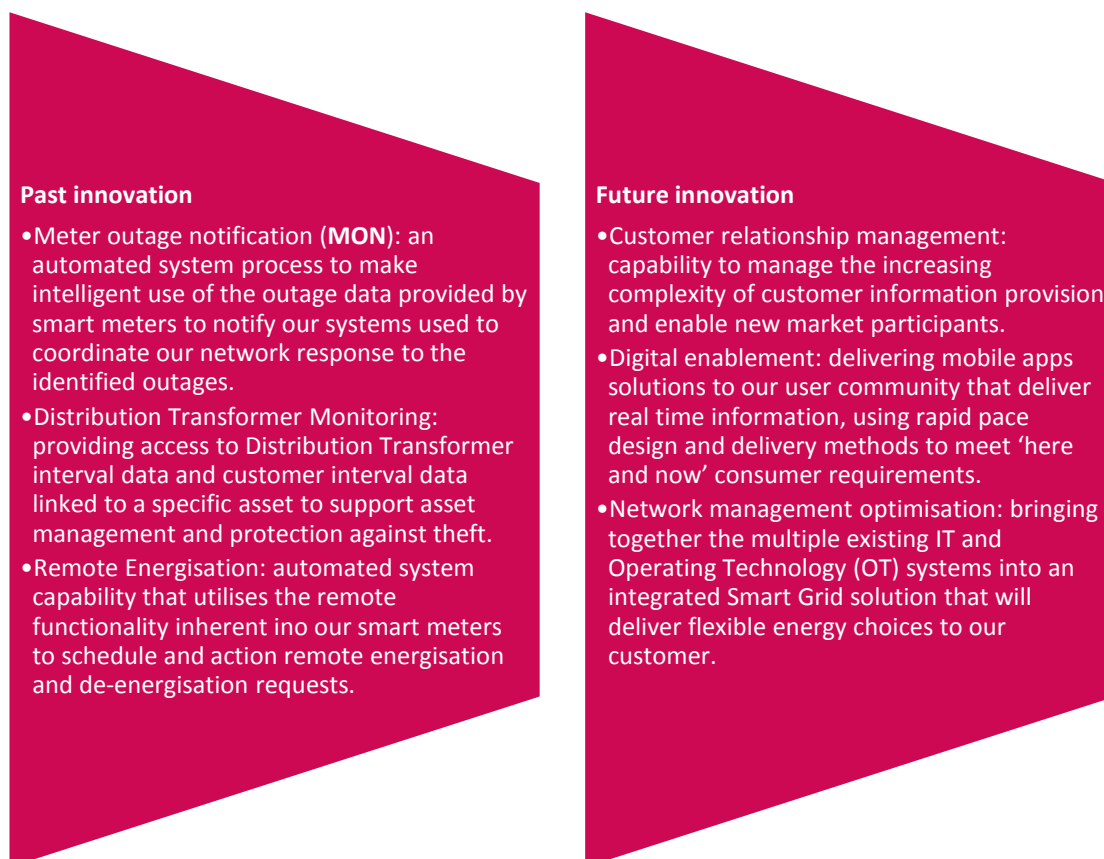 Past innovation
•Meter outage notification (MON): an
automated system process to make
intelligent use of the outage data provided by
smart meters to notify our systems used to
coordinate our network response to the
identified outages.
•Distribution Transformer Monitoring:
providing access to Distribution Transformer
interval data and customer interval data
linked to a specific asset to support asset
management and protection against theft.
•Remote Energisation: automated system
capability that utilises the remote
functionality inherent ino our smart meters
to schedule and action remote energisation
and de-energisation requests.
Future innovation
•Customer relationship management:
capability to manage the increasing
complexity of customer information provision
and enable new market participants.
•Digital enablement: delivering mobile apps
solutions to our user community that deliver
real time information, using rapid pace
design and delivery methods to meet ‘here
and now’ consumer requirements.
•Network management optimisation: bringing
together the multiple existing IT and
Operating Technology (OT) systems into an
integrated Smart Grid solution that will
deliver flexible energy choices to our
customer.